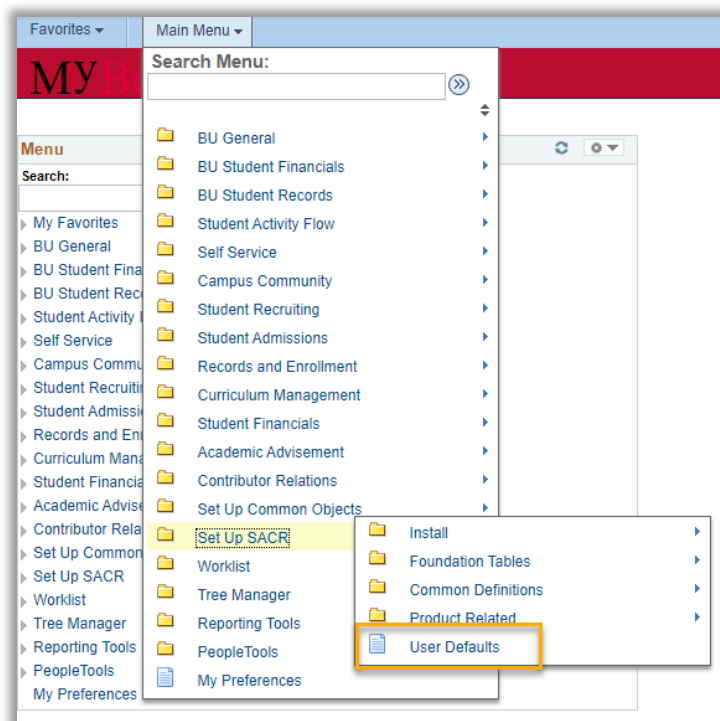 Favorites
Main Menu
My
Search Menu:
BU General
BU Student Financials
BU Student Records
Student Activity Flow
Self Service
Campus Community
Student Recruiting
Student Admissions
Records and Enrollment
Curriculum Management
Student Financials
Academic Advisement
Contributor Relations
Set Up Common Objects
Set Up SACR
Worklist
Tree Manager
Reporting Tools
PeopleTools
My Preferences
Install
Foundation Tables
Common Definitions
Product Related
User Defaults
Menu
Search:
My Favorites
BU General
BU Student Fina
BU Student Rec
Student Activity
Self Service
Campus Commu
Student Recruiti
Student Admissi
Records and En
Curriculum Mana
Student Financia
Academic Advise
Contributor Rela
Set Up Common
Set Up SACR
Worklist
Tree Manager
Reporting Tools
PeopleTools
My Preferences